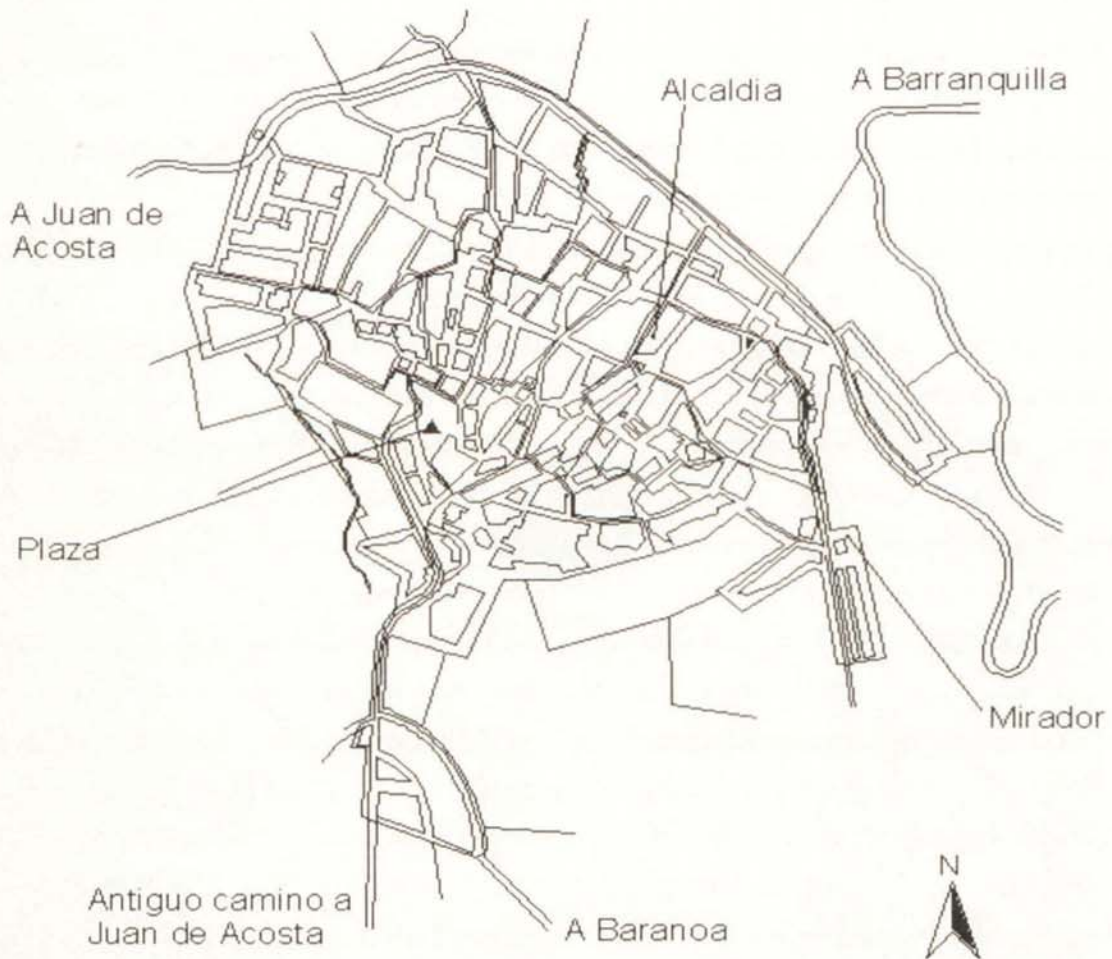 Alcaldia
A Barranquilla
A Juan de
Acosta
Plaza
Mirador
Antiguo camino a
Juan de Acosta
A Baranoa
N